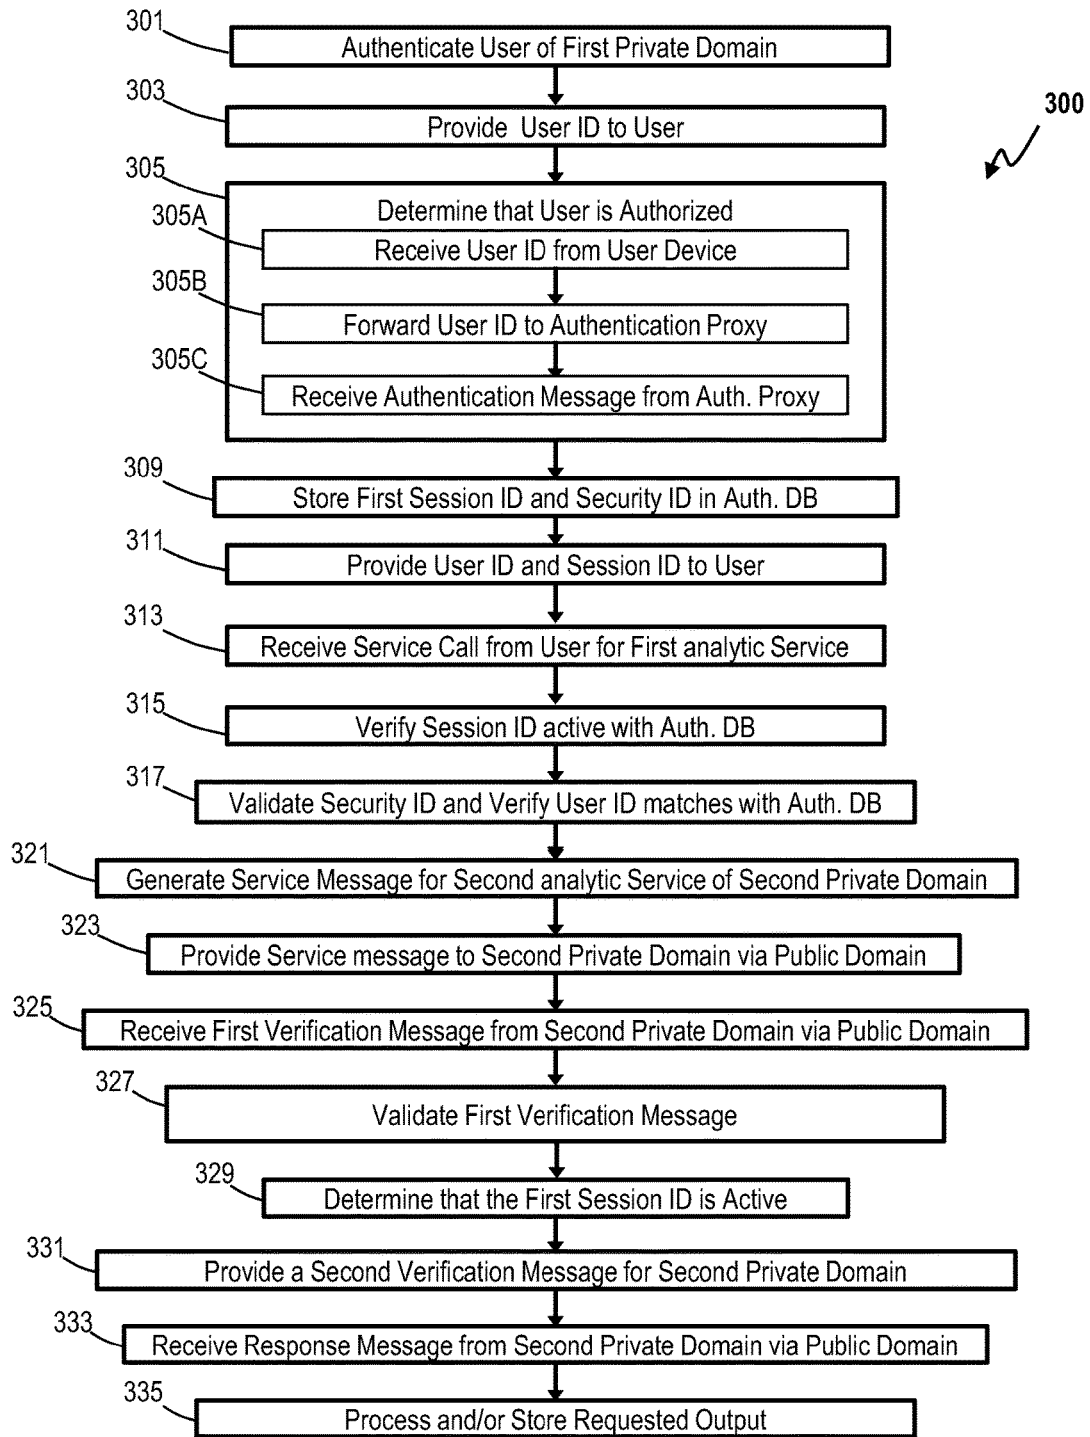 301
Authenticate User of First Private Domain
303
300
Provide User ID to User
305
Determine that User is Authorized
305A
Receive User ID from User Device
305B
Forward User ID to Authentication Proxy
305C
Receive Authentication Message from Auth. Proxy
309
Store First Session ID and Security ID in Auth. DB
311
Provide User ID and Session ID to User
313
Receive Service Call from User for First analytic Service
315
Verify Session ID active with Auth. DB
317
Validate Security ID and Verify User ID matches with Auth. DB
321
Generate Service Message for Second analytic Service of Second Private Domain
323
Provide Service message to Second Private Domain via Public Domain
325
Receive First Verification Message from Second Private Domain via Public Domain
327
Validate First Verification Message
329
Determine that the First Session ID is Active
331
Provide a Second Verification Message for Second Private Domain
333
Receive Response Message from Second Private Domain via Public Domain
335
Process and/or Store Requested Output